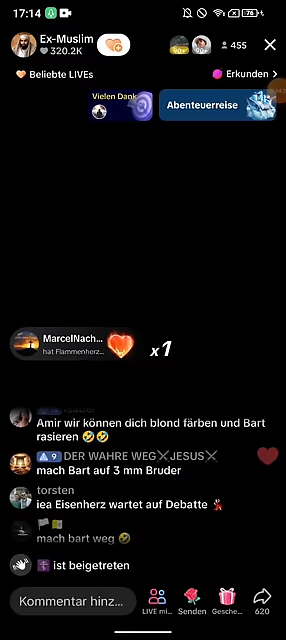 17:14
76
Ex-Muslim
320.2K
455
Beliebte LIVEs
Erkunden >
Vielen Dank
Abenteuerreise
MarcelNach...
hat Flammenherz...
x1
Amir wir können dich blond färben und Bart
rasieren 🤣🤣
9 DER WAHRE WEG⚔JESUS⚔
mach Bart auf 3 mm Bruder
torsten
iea Eisenherz wartet auf Debatte 💃
mach bart weg 🤣
ist beigetreten
Kommentar hinz...
LIVE mi...
Senden
Gesche...
620